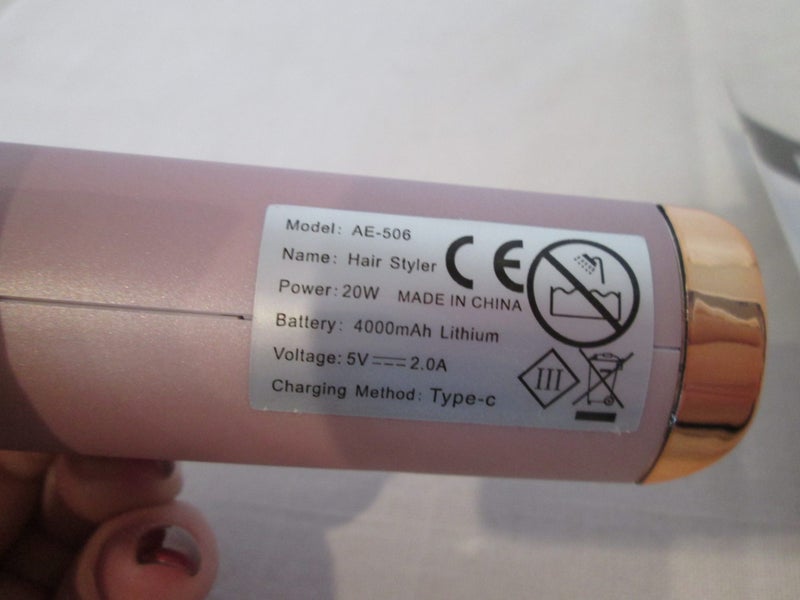 Model: AE-506
Name: Hair Styler
CE
Power: 20W MADE IN CHINA
Battery: 4000mAh Lithium
Voltage: 5V⎓2.0A
III
Charging Method: Type-c